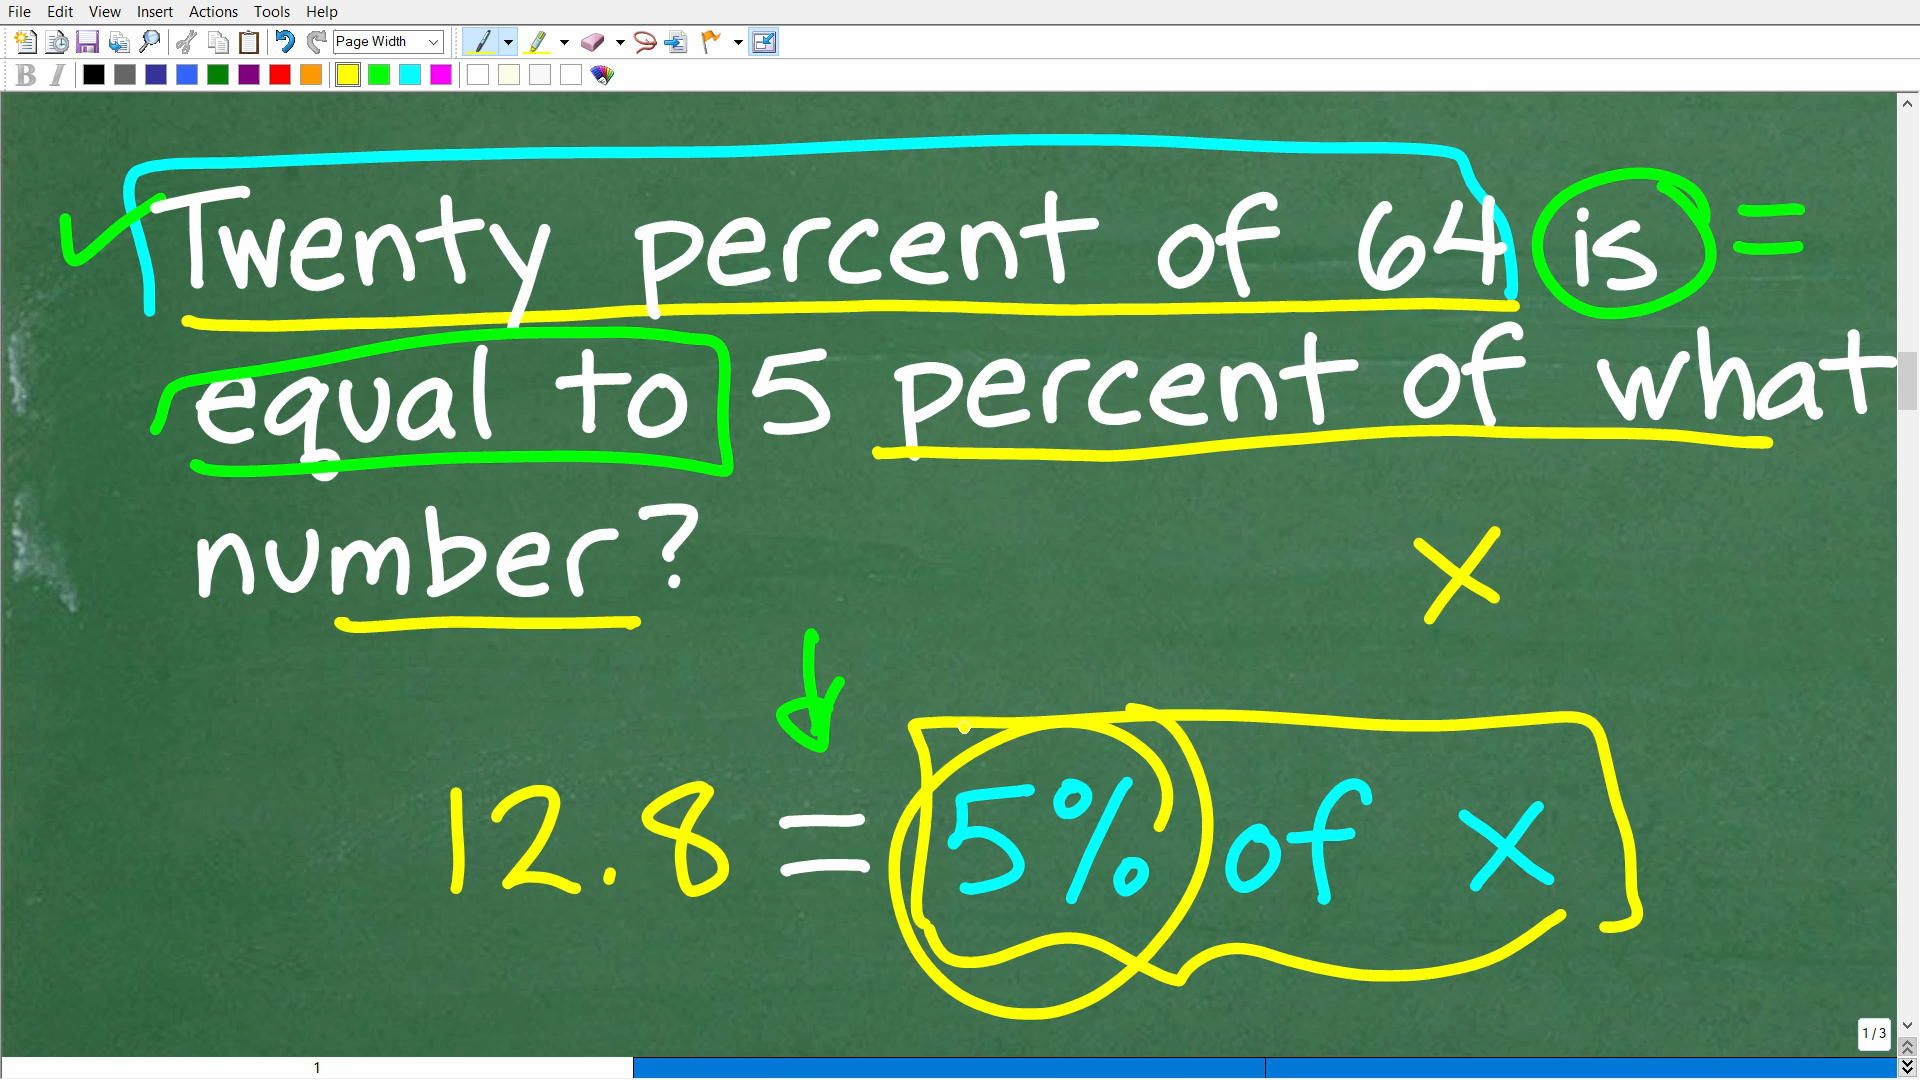 File Edit View Insert Actions Tools Help
Page Width
B I
Twenty percent of 64 is =
equal to 5 percent of what
number?
x
12.8 = 5% of x
1 / 3
1